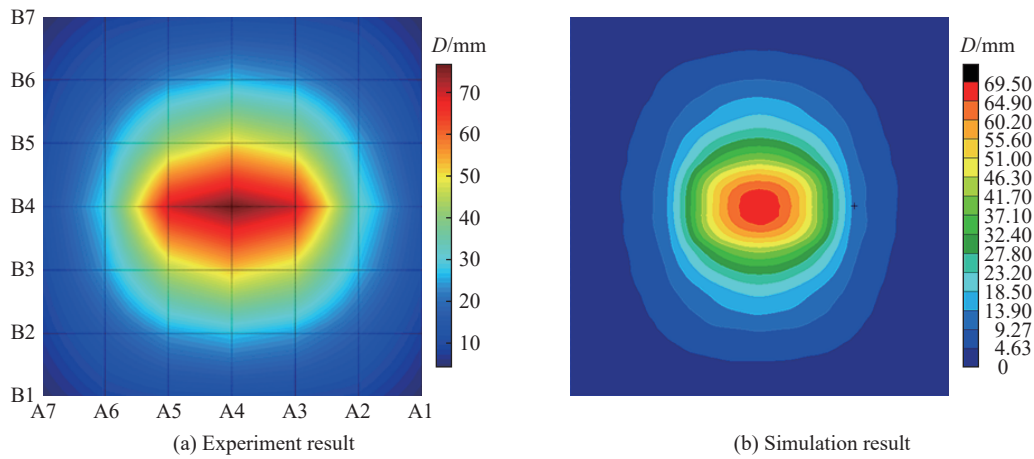 B7
B6
B5
B4
B3
B2
B1
A7 A6 A5 A4 A3 A2 A1
D/mm
70
60
50
40
30
20
10
(a) Experiment result
D/mm
69.50
64.90
60.20
55.60
51.00
46.30
41.70
37.10
32.40
27.80
23.20
18.50
13.90
9.27
4.63
0
(b) Simulation result